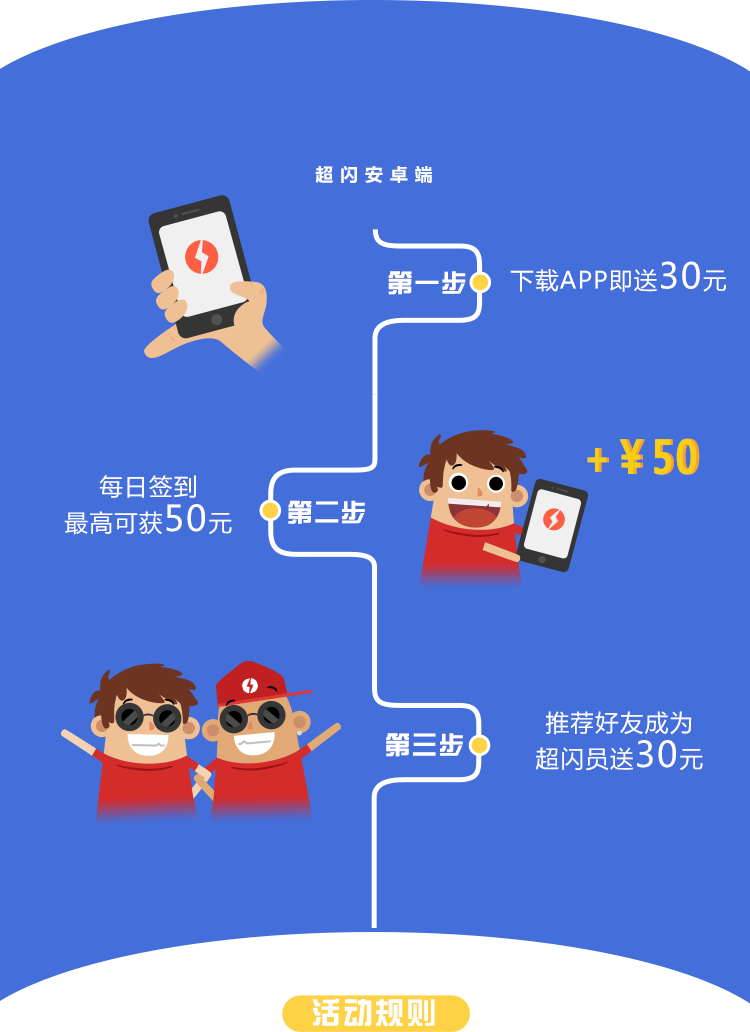 超闪安卓端
第一步
下载APP即送30元
+¥50
每日签到
最高可获50元
第二步
推荐好友成为
超闪员送30元
第三步
活动规则